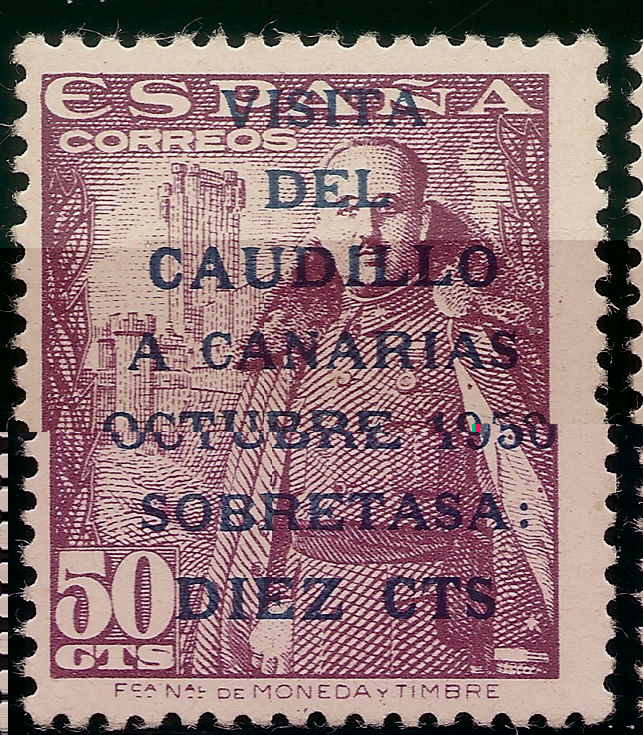 ESPAÑA
CORREOS
VISITA
DEL
CAUDILLO
A CANARIAS
OCTUBRE 1950
SOBRETASA:
DIEZ CTS
50
CTS
FCA NAL DE MONEDA Y TIMBRE